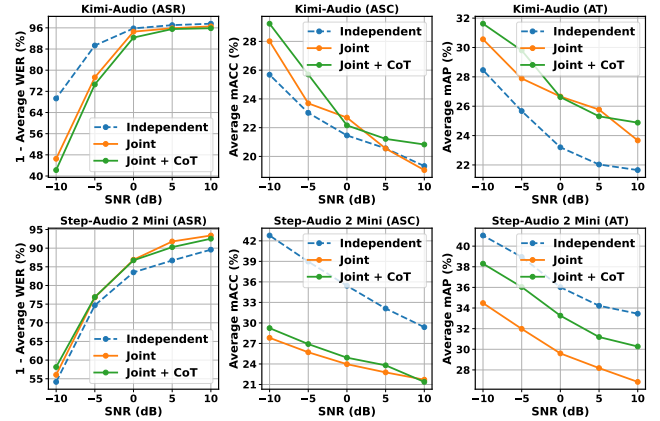 Kimi-Audio (ASR)
1 - Average WER (%)
96
88
80
72
64
56
48
40
Independent
Joint
Joint + CoT
−10
−5
0
5
10
SNR (dB)
Kimi-Audio (ASC)
Average mACC (%)
28
26
24
22
20
Independent
Joint
Joint + CoT
−10
−5
0
5
10
SNR (dB)
Kimi-Audio (AT)
Average mAP (%)
32
30
28
26
24
22
Independent
Joint
Joint + CoT
−10
−5
0
5
10
SNR (dB)
Step-Audio 2 Mini (ASR)
1 - Average WER (%)
95
90
85
80
75
70
65
60
55
Independent
Joint
Joint + CoT
−10
−5
0
5
10
SNR (dB)
Step-Audio 2 Mini (ASC)
Average mACC (%)
42
39
36
33
30
27
24
21
Independent
Joint
Joint + CoT
−10
−5
0
5
10
SNR (dB)
Step-Audio 2 Mini (AT)
Average mAP (%)
40
38
36
34
32
30
28
Independent
Joint
Joint + CoT
−10
−5
0
5
10
SNR (dB)